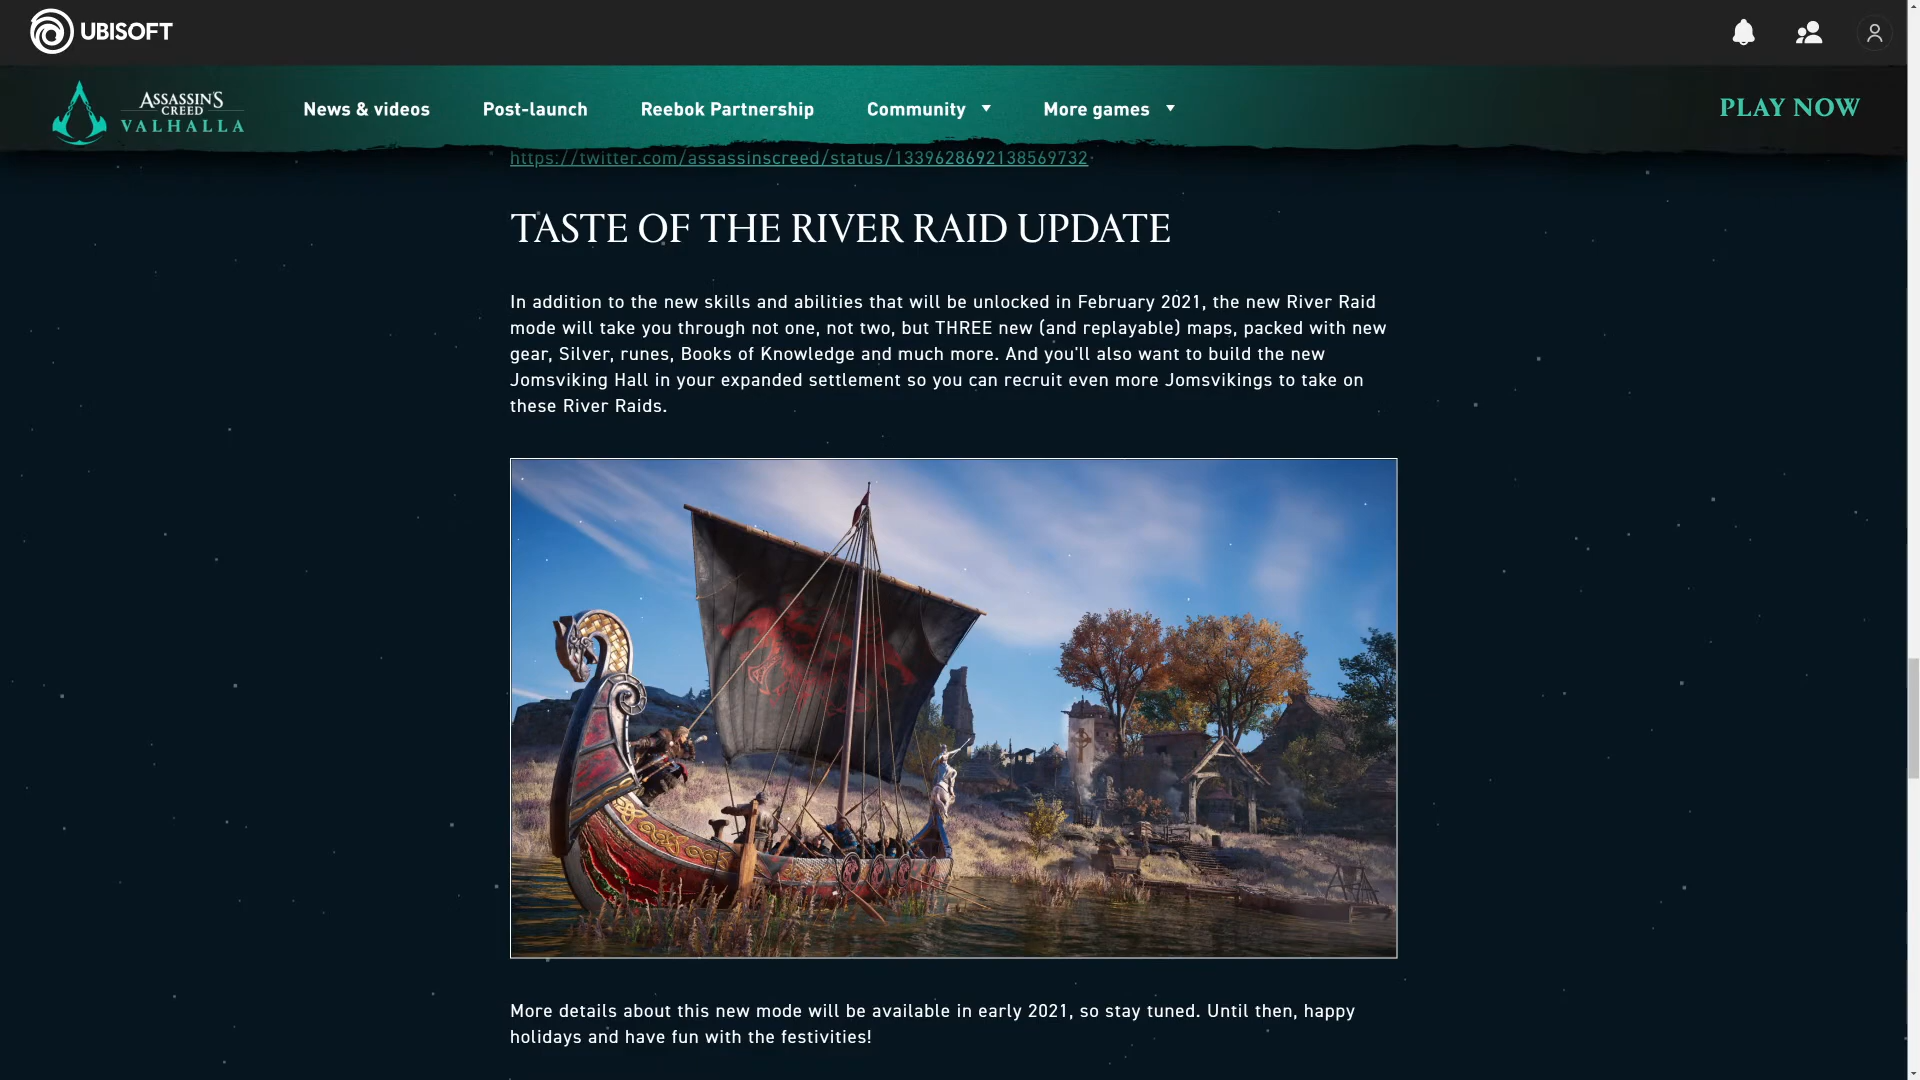 UBISOFT
ASSASSIN'S
CREED
VALHALLA
News & videos
Post-launch
Reebok Partnership
Community
More games
PLAY NOW
https://twitter.com/assassinscreed/status/1339628692138569732
TASTE OF THE RIVER RAID UPDATE
In addition to the new skills and abilities that will be unlocked in February 2021, the new River Raid
mode will take you through not one, not two, but THREE new (and replayable) maps, packed with new
gear, Silver, runes, Books of Knowledge and much more. And you'll also want to build the new
Jomsviking Hall in your expanded settlement so you can recruit even more Jomsvikings to take on
these River Raids.
More details about this new mode will be available in early 2021, so stay tuned. Until then, happy
holidays and have fun with the festivities!